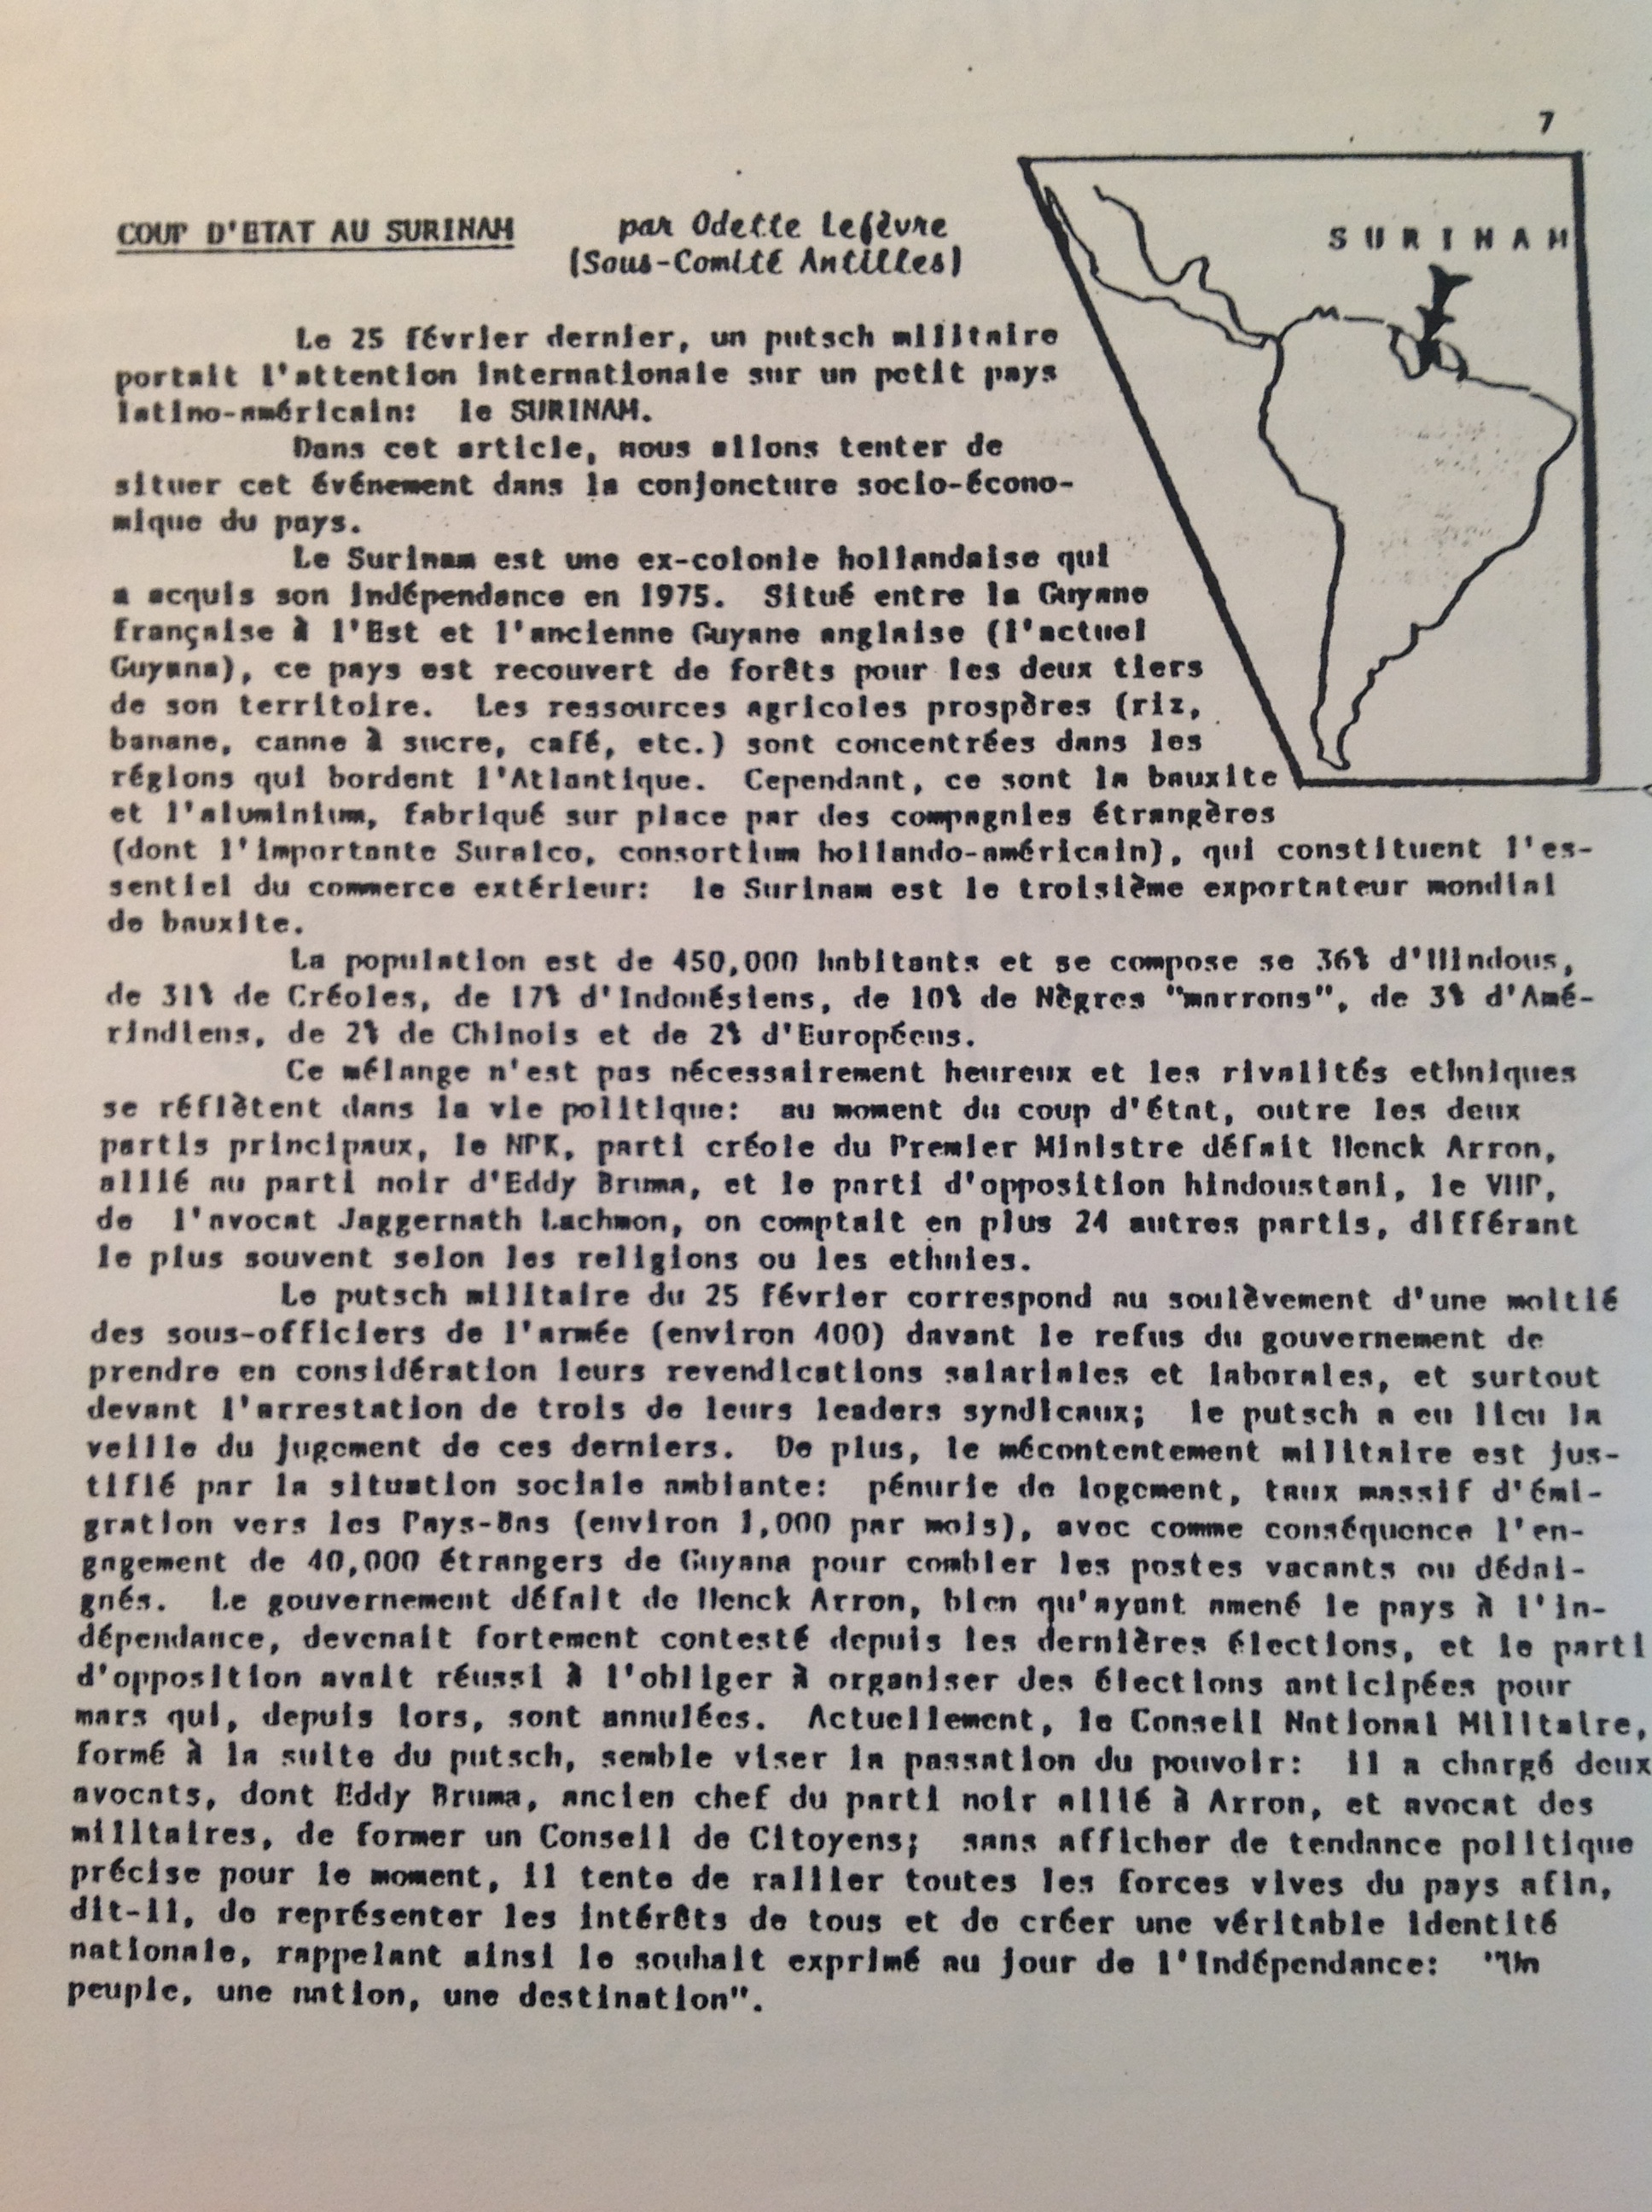 7
COUP D'ETAT AU SURINAM par Odette Lefèvre
(Sous-Comité Antilles)
SURINAM
Le 25 février dernier, un putsch militaire
portait l'attention internationale sur un petit pays
latino-américain: le SURINAM.
Dans cet article, nous allons tenter de
situer cet événement dans la conjoncture socio-écono-
mique du pays.
Le Surinam est une ex-colonie hollandaise qui
a acquis son indépendance en 1975. Situé entre la Guyane
française à l'Est et l'ancienne Guyane anglaise (l'actuel
Guyana), ce pays est recouvert de forêts pour les deux tiers
de son territoire. Les ressources agricoles prospères (riz,
banane, canne à sucre, café, etc.) sont concentrées dans les
régions qui bordent l'Atlantique. Cependant, ce sont la bauxite
et l'aluminium, fabriqué sur place par des compagnies étrangères
(dont l'importante Suralco, consortium hollando-américain), qui constituent l'es-
sentiel du commerce extérieur: le Surinam est le troisième exportateur mondial
de bauxite.
La population est de 450,000 habitants et se compose se 36% d'Hindous,
de 31% de Créoles, de 17% d'Indonésiens, de 10% de Nègres "marrons", de 3% d'Amé-
rindiens, de 2% de Chinois et de 2% d'Européens.
Ce mélange n'est pas nécessairement heureux et les rivalités ethniques
se réflètent dans la vie politique: au moment du coup d'état, outre les deux
partis principaux, le NPK, parti créole du Premier Ministre défait Henck Arron,
allié au parti noir d'Eddy Bruma, et le parti d'opposition hindoustani, le VHP,
de l'avocat Jaggernath Lachmon, on comptait en plus 24 autres partis, différant
le plus souvent selon les religions ou les ethnies.
Le putsch militaire du 25 février correspond au soulèvement d'une moitié
des sous-officiers de l'armée (environ 400) davant le refus du gouvernement de
prendre en considération leurs revendications salariales et laborales, et surtout
devant l'arrestation de trois de leurs leaders syndicaux; le putsch a eu lieu la
veille du jugement de ces derniers. De plus, le mécontentement militaire est jus-
tifié par la situation sociale ambiante: pénurie de logement, taux massif d'émi-
gration vers les Pays-Bas (environ 1,000 par mois), avec comme conséquence l'en-
gagement de 40,000 étrangers de Guyana pour combler les postes vacants ou dédai-
gnés. Le gouvernement défait de Henck Arron, bien qu'ayant amené le pays à l'in-
dépendance, devenait fortement contesté depuis les dernières élections, et le parti
d'opposition avait réussi à l'obliger à organiser des élections anticipées pour
mars qui, depuis lors, sont annulées. Actuellement, le Conseil National Militaire,
formé à la suite du putsch, semble viser la passation du pouvoir: il a chargé deux
avocats, dont Eddy Bruma, ancien chef du parti noir allié à Arron, et avocat des
militaires, de former un Conseil de Citoyens; sans afficher de tendance politique
précise pour le moment, il tente de rallier toutes les forces vives du pays afin,
dit-il, de représenter les intérêts de tous et de créer une véritable identité
nationale, rappelant ainsi le souhait exprimé au jour de l'Indépendance: "Un
peuple, une nation, une destination".